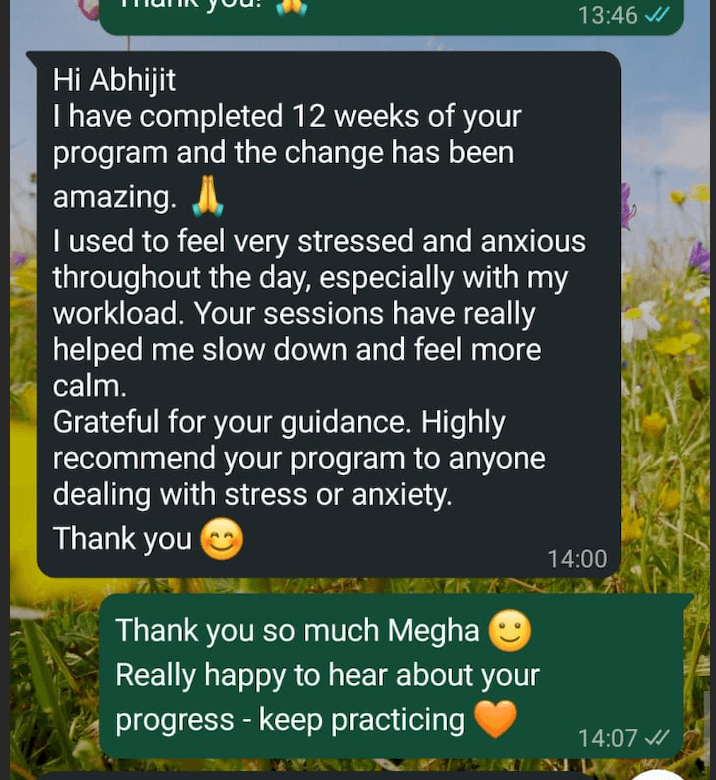 Thank you! 🙏
13:46
Hi Abhijit
I have completed 12 weeks of your
program and the change has been
amazing. 🙏
I used to feel very stressed and anxious
throughout the day, especially with my
workload. Your sessions have really
helped me slow down and feel more
calm.
Grateful for your guidance. Highly
recommend your program to anyone
dealing with stress or anxiety.
Thank you 😊
14:00
Thank you so much Megha 🙂
Really happy to hear about your
progress - keep practicing 🧡
14:07